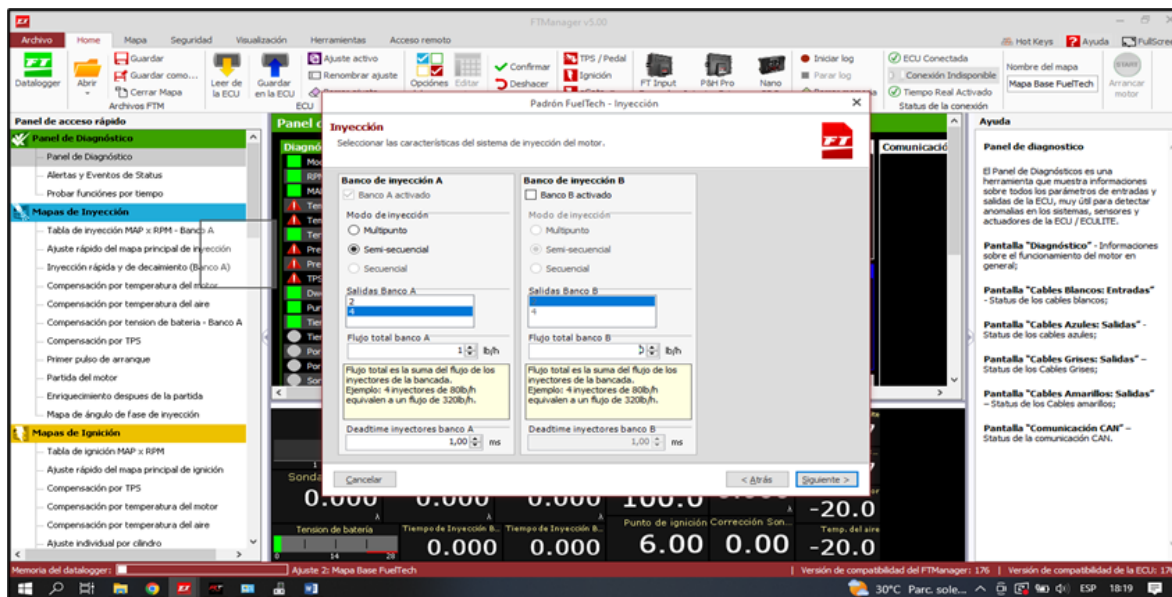 FTManager v5.00
Archivo Home Mapa Seguridad Visualización Herramientas Acceso remoto
Hot Keys Ayuda FullScreen
Datalogger
Abrir
Guardar
Guardar como...
Cerrar Mapa
Archivos FTM
Leer de la ECU
Guardar en la ECU
ECU
Ajuste activo
Renombrar ajuste
Opciónes
Editar
Confirmar
Deshacer
TPS / Pedal
Ignición
FT Input
P&H Pro
Nano
Iniciar log
Parar log
ECU Conectada
Conexión Indisponible
Tiempo Real Activado
Status de la conexión
Nombre del mapa
Mapa Base FuelTech
START
Arrancar motor
Panel de acceso rápido
Panel de Diagnóstico
Panel de Diagnóstico
Alertas y Eventos de Status
Probar funciónes por tiempo
Mapas de Inyección
Tabla de inyección MAP x RPM - Banco A
Ajuste rápido del mapa principal de inyección
Inyección rápida y de decaimiento (Banco A)
Compensación por temperatura del motor
Compensación por temperatura del aire
Compensación por tension de bateria - Banco A
Compensación por TPS
Primer pulso de arranque
Partida del motor
Enriquecimiento despues de la partida
Mapa de ángulo de fase de inyección
Mapas de Ignición
Tabla de ignición MAP x RPM
Ajuste rápido del mapa principal de ignición
Compensación por TPS
Compensación por temperatura del motor
Compensación por temperatura del aire
Ajuste individual por cilindro
Padrón FuelTech - Inyección
Inyección
Seleccionar las características del sistema de inyección del motor.
FT
Banco de inyección A
Banco A activado
Modo de inyección
Multipunto
Semi-secuencial
Secuencial
Salidas Banco A
2
4
Flujo total banco A
1 lb/h
Flujo total es la suma del flujo de los
inyectores de la bancada.
Ejemplo: 4 inyectores de 80lb/h
equivalen a un flujo de 320lb/h.
Deadtime inyectores banco A
1,00 ms
Banco de inyección B
Banco B activado
Modo de inyección
Multipunto
Semi-secuencial
Secuencial
Salidas Banco B
4
Flujo total banco B
lb/h
Flujo total es la suma del flujo de los
inyectores de la bancada.
Ejemplo: 4 inyectores de 80lb/h
equivalen a un flujo de 320lb/h.
Deadtime inyectores banco B
1,00 ms
Cancelar < Atrás Siguiente >
Comunicació
Tension de batería
0 14 20
0.000 0.000 0.000 100.0
Tiempo de Inyección B... Tiempo de Inyección B... Punto de ignición Corrección Son... Temp. del aire
0.000 0.000 6.00 0.00 -20.0
-20.0
Ayuda
Panel de diagnostico
El Panel de Diagnósticos es una
herramienta que muestra informaciones
sobre todos los parámetros de entradas y
salidas de la ECU, muy útil para detectar
anomalias en los sistemas, sensores y
actuadores de la ECU / ECULITE.
Pantalla "Diagnóstico" - Informaciones
sobre el funcionamiento del motor en
general;
Pantalla "Cables Blancos: Entradas"
- Status de los cables blancos;
Pantalla "Cables Azules: Salidas" -
Status de los cables azules;
Pantalla "Cables Grises: Salidas" –
Status de los Cables Grises;
Pantalla "Cables Amarillos: Salidas"
– Status de los Cables amarillos;
Pantalla "Comunicación CAN" –
Status de la comunicación CAN.
Memoria del datalogger: Ajuste 2: Mapa Base FuelTech Versión de compatibilidad del FTManager: 176 | Versión de compatibilidad de la ECU: 176
30°C Parc. sole... ESP 18:19